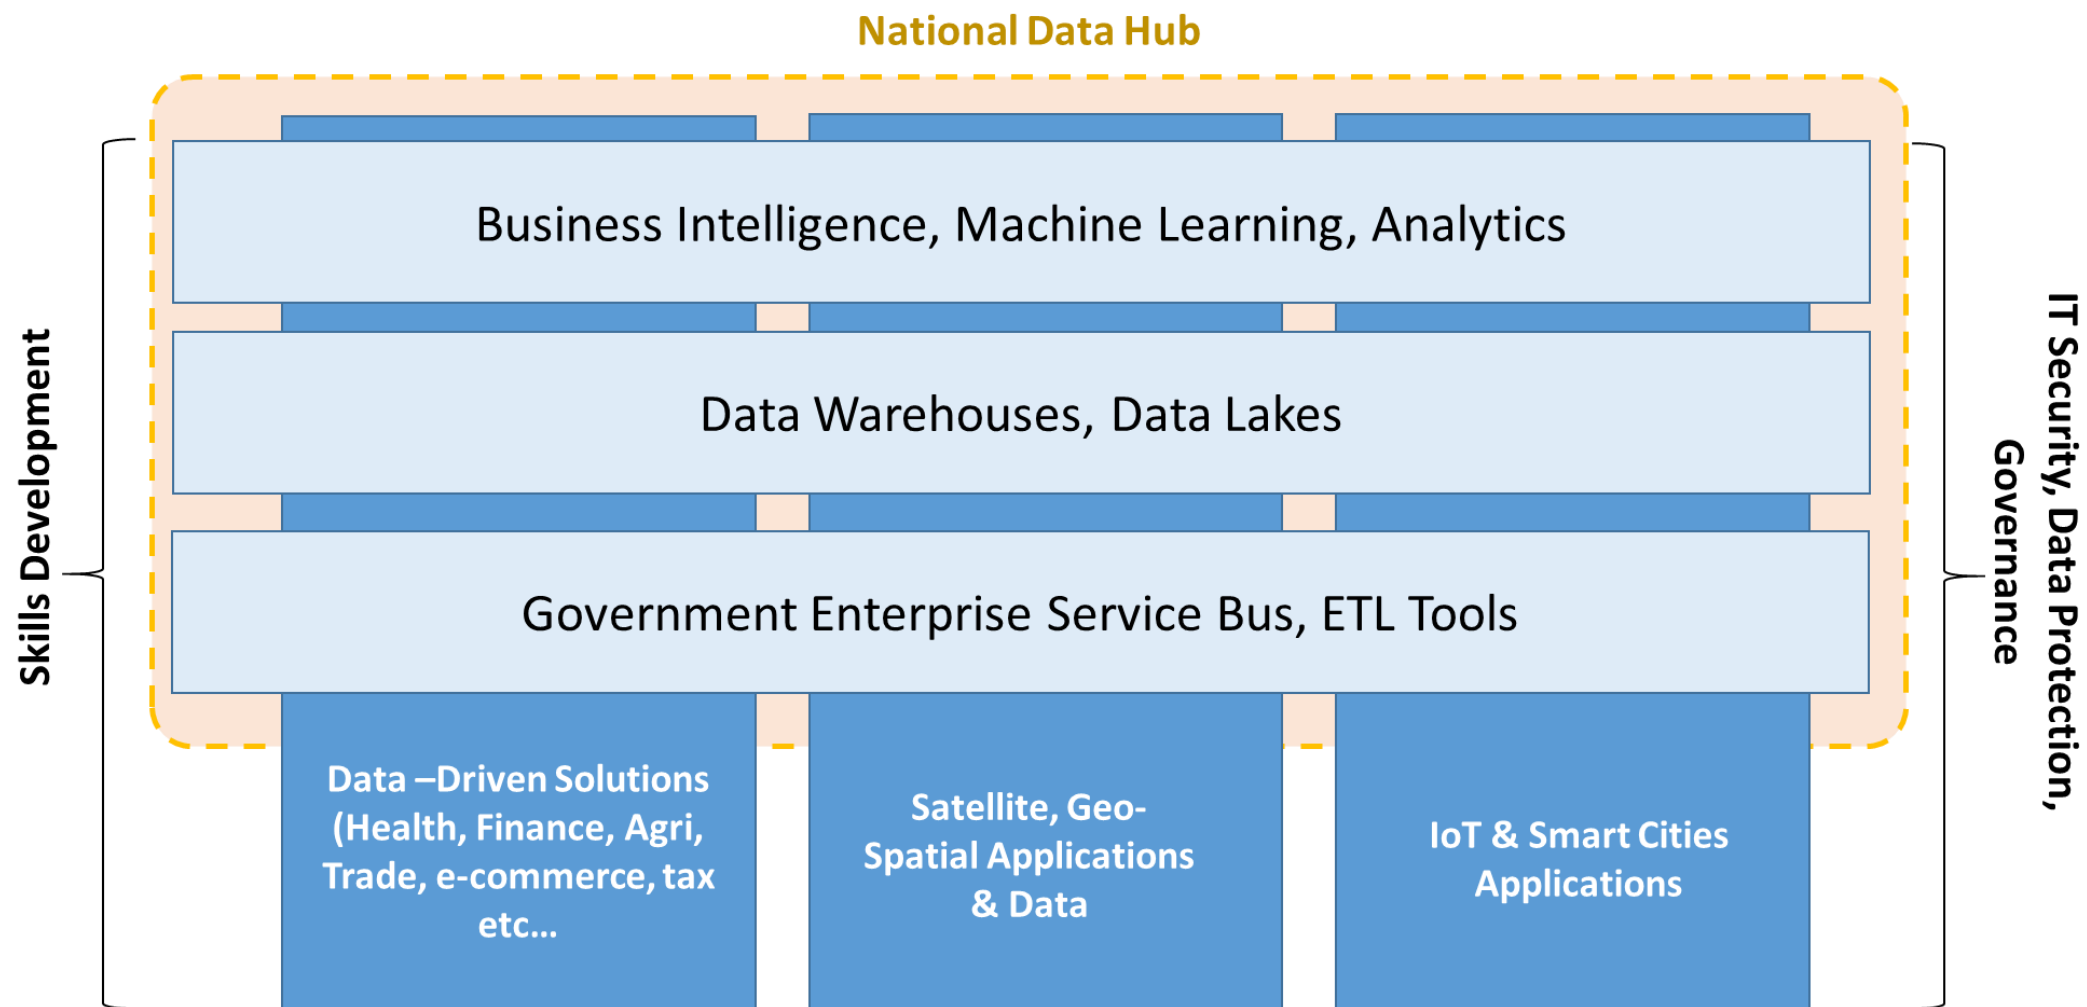 National Data Hub
Business Intelligence, Machine Learning, Analytics
Data Warehouses, Data Lakes
Government Enterprise Service Bus, ETL Tools
Data –Driven Solutions
(Health, Finance, Agri,
Trade, e-commerce, tax
etc...
Satellite, Geo-
Spatial Applications
& Data
IoT & Smart Cities
Applications
Skills Development
IT Security, Data Protection,
Governance